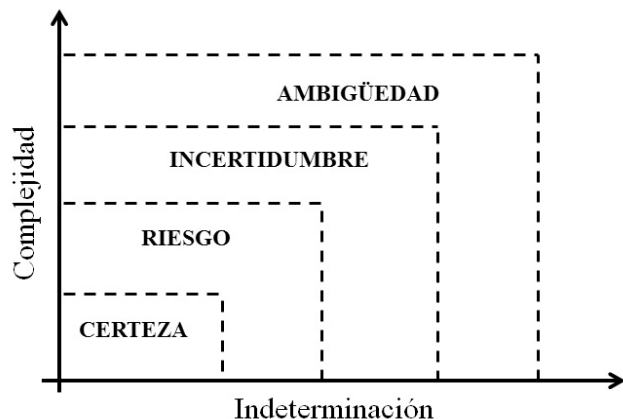 AMBIGÜEDAD
INCERTIDUMBRE
RIESGO
CERTEZA
Complejidad
Indeterminación